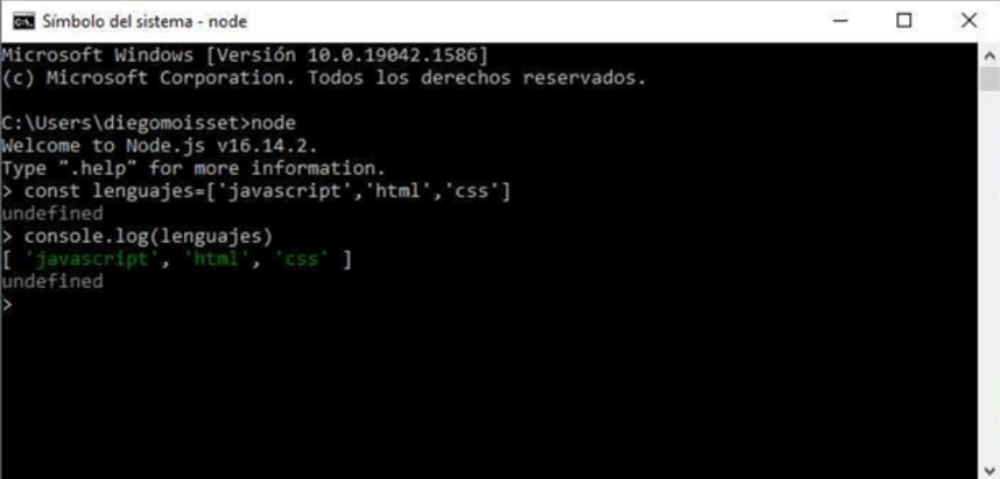 Símbolo del sistema - node
Microsoft Windows [Versión 10.0.19042.1586]
(c) Microsoft Corporation. Todos los derechos reservados.
C:\Users\diegomoisset>node
Welcome to Node.js v16.14.2.
Type ".help" for more information.
> const lenguajes=['javascript','html','css']
undefined
> console.log(lenguajes)
[ 'javascript', 'html', 'css' ]
undefined
>